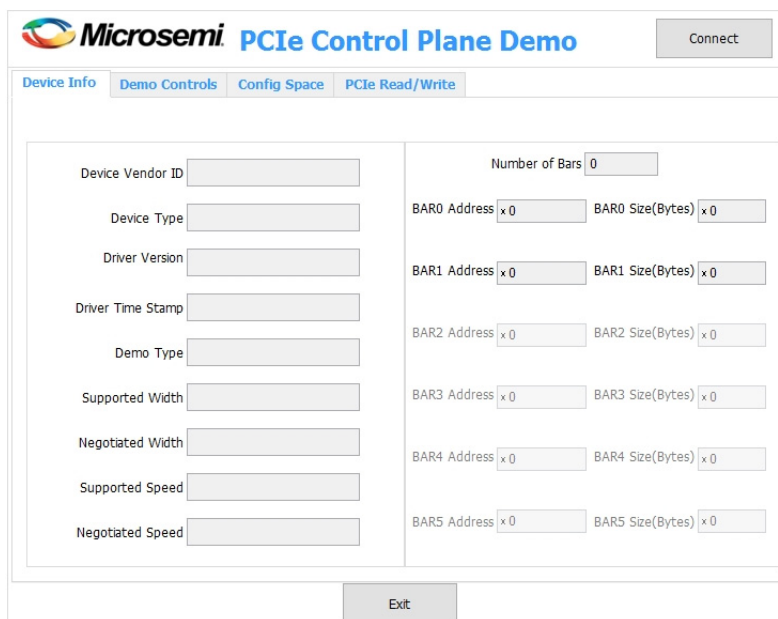 Microsemi. PCIe Control Plane Demo Connect
Device Info Demo Controls Config Space PCIe Read/Write
Device Vendor ID
Device Type
Driver Version
Driver Time Stamp
Demo Type
Supported Width
Negotiated Width
Supported Speed
Negotiated Speed
Number of Bars 0
BAR0 Address x 0 BAR0 Size(Bytes) x 0
BAR1 Address x 0 BAR1 Size(Bytes) x 0
BAR2 Address x 0 BAR2 Size(Bytes) x 0
BAR3 Address x 0 BAR3 Size(Bytes) x 0
BAR4 Address x 0 BAR4 Size(Bytes) x 0
BAR5 Address x 0 BAR5 Size(Bytes) x 0
Exit